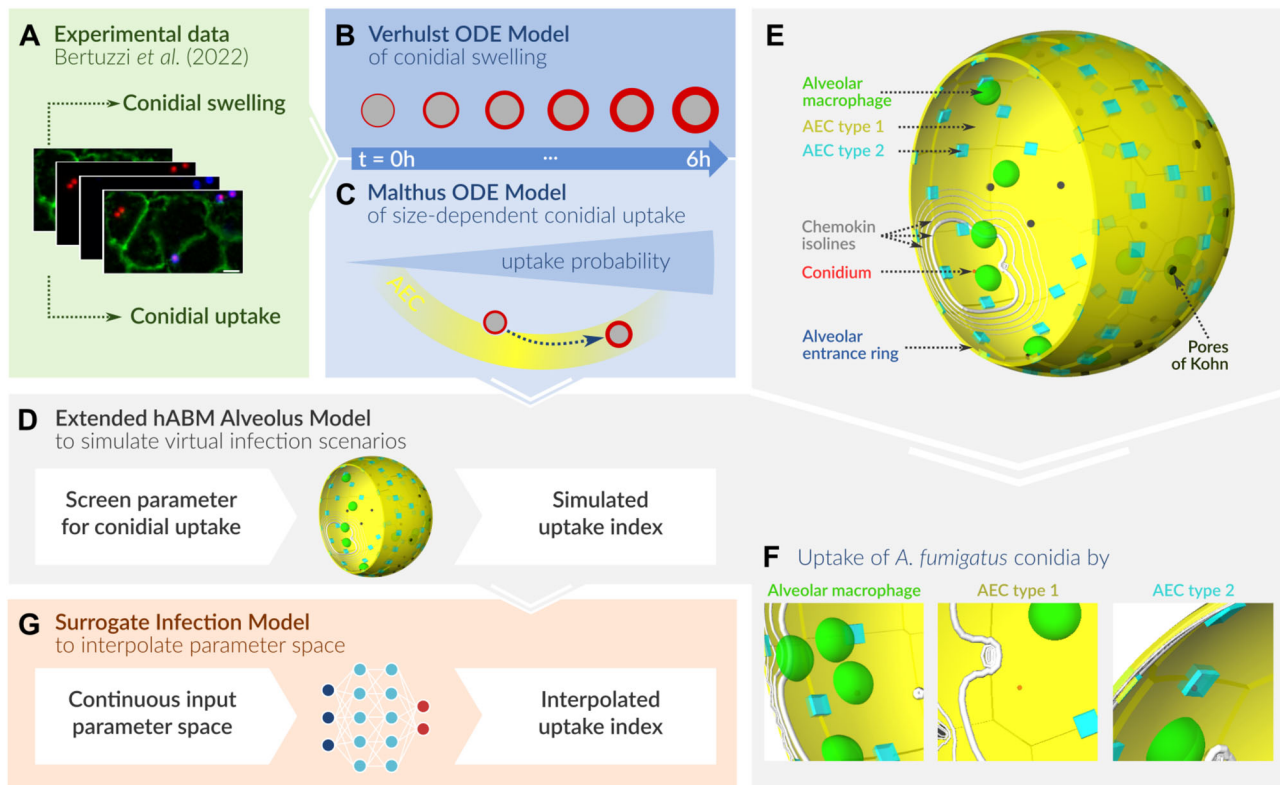 A Experimental data
Bertuzzi et al. (2022)
Conidial swelling
Conidial uptake
B Verhulst ODE Model
of conidial swelling
t = 0h ... 6h
C Malthus ODE Model
of size-dependent conidial uptake
uptake probability
AEC
D Extended hABM Alveolus Model
to simulate virtual infection scenarios
Screen parameter
for conidial uptake
Simulated
uptake index
E
Alveolar
macrophage
AEC type 1
AEC type 2
Chemokin
isolines
Conidium
Alveolar
entrance ring
Pores
of Kohn
F Uptake of A. fumigatus conidia by
Alveolar macrophage
AEC type 1
AEC type 2
G Surrogate Infection Model
to interpolate parameter space
Continuous input
parameter space
Interpolated
uptake index